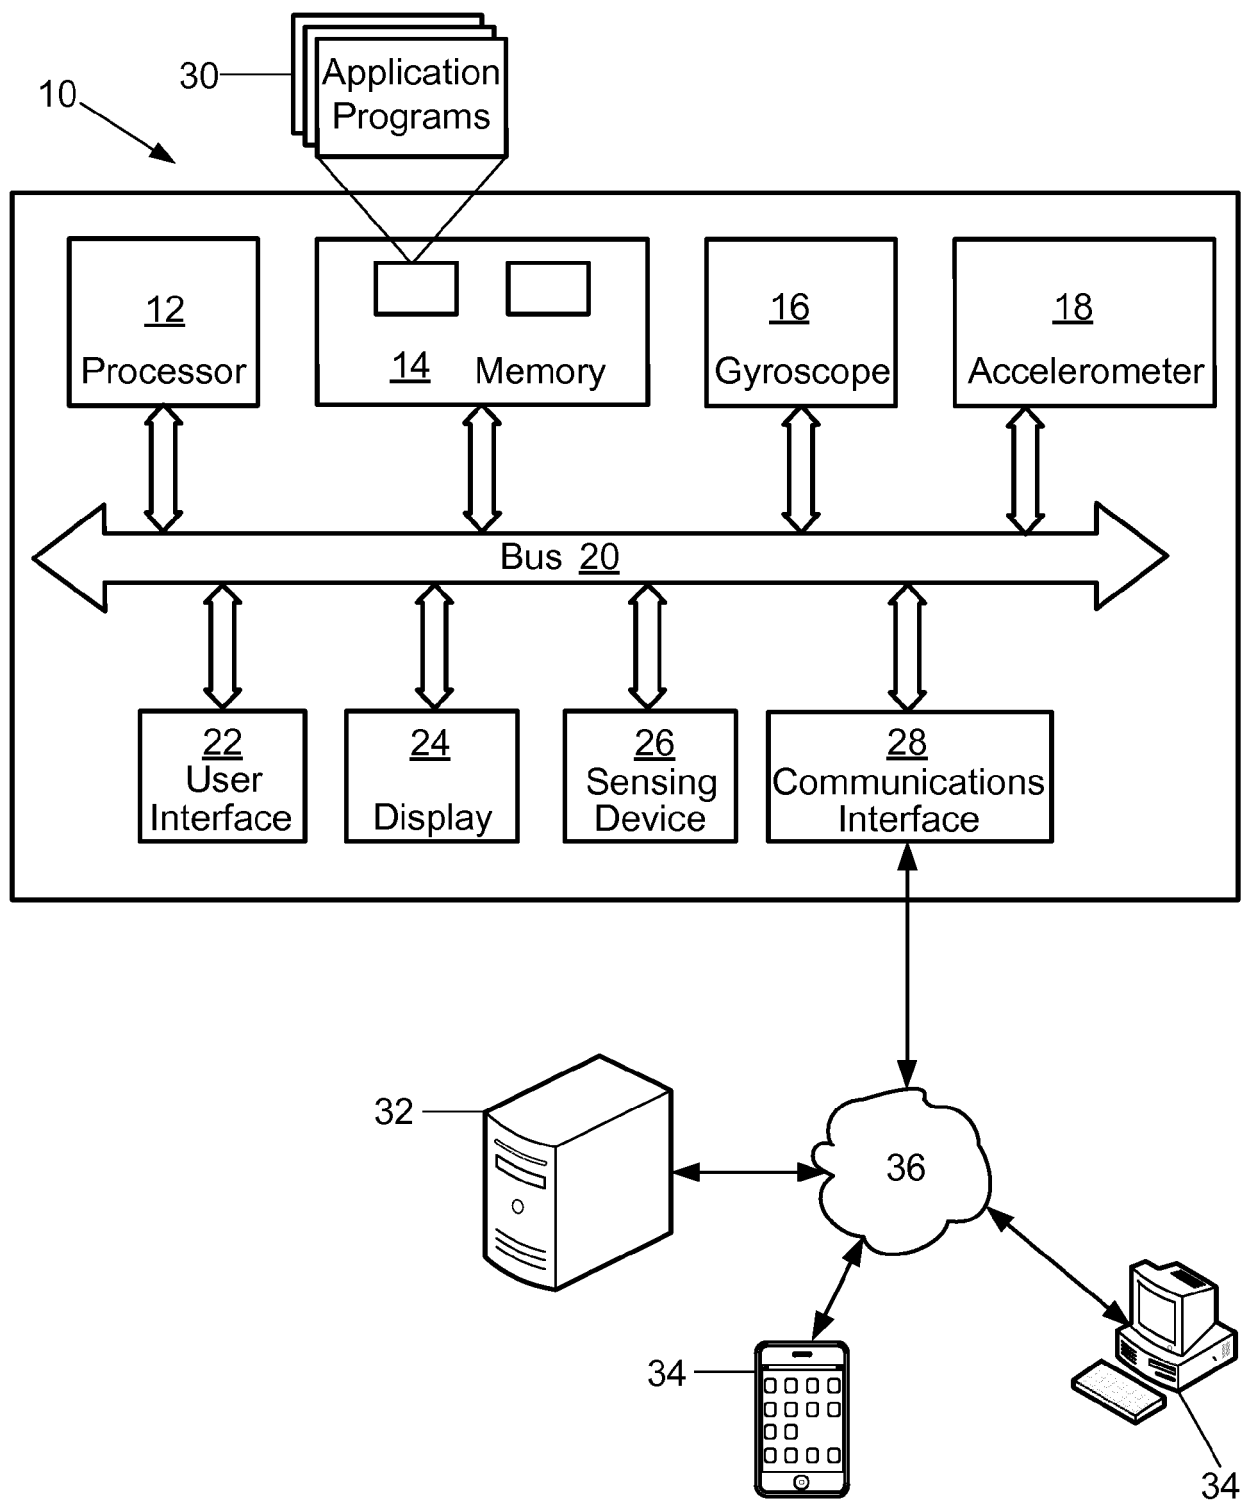 30
Application
Programs
10
12
Processor
14 Memory
16
Gyroscope
18
Accelerometer
Bus 20
22
User
Interface
24
Display
26
Sensing
Device
28
Communications
Interface
32
36
34
34